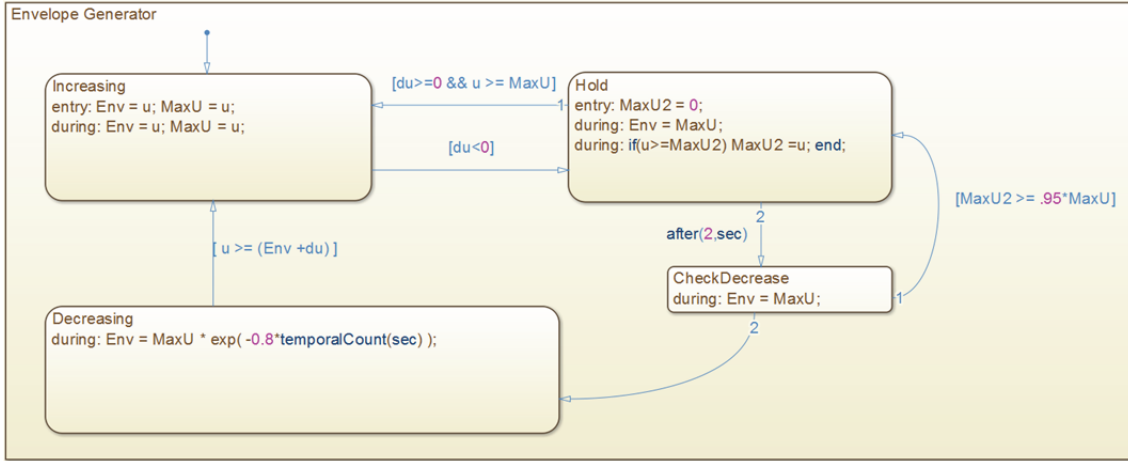 Envelope Generator
Increasing
entry: Env = u; MaxU = u;
during: Env = u; MaxU = u;
[du>=0 && u >= MaxU]
1
[du<0]
Hold
entry: MaxU2 = 0;
during: Env = MaxU;
during: if(u>=MaxU2) MaxU2 =u; end;
2
[MaxU2 >= .95*MaxU]
after(2,sec)
[ u >= (Env +du) ]
CheckDecrease
during: Env = MaxU;
1
2
Decreasing
during: Env = MaxU * exp( -0.8*temporalCount(sec) );